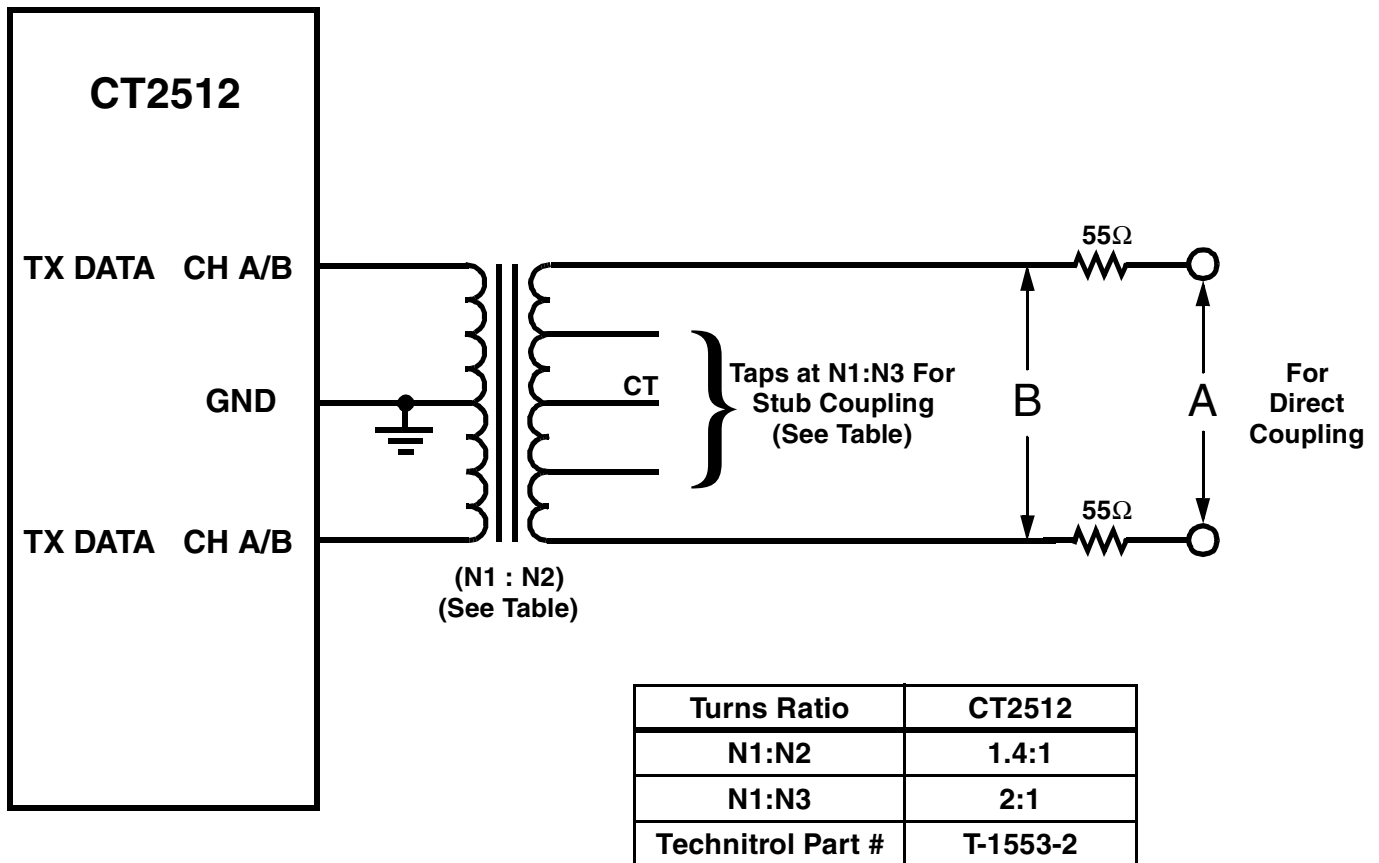 CT2512
TX DATA CH A/B
GND
TX DATA CH A/B
(N1 : N2)
(See Table)
CT
}
Taps at N1:N3 For
Stub Coupling
(See Table)
55Ω
B
A
55Ω
For
Direct
Coupling
Turns Ratio CT2512
N1:N2 1.4:1
N1:N3 2:1
Technitrol Part # T-1553-2